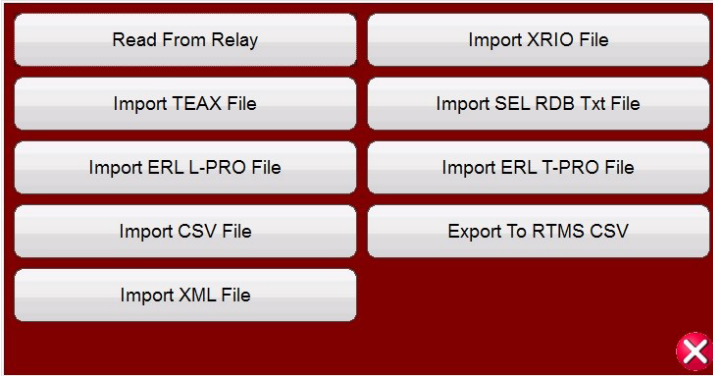 Read From Relay
Import XRIO File
Import TEAX File
Import SEL RDB Txt File
Import ERL L-PRO File
Import ERL T-PRO File
Import CSV File
Export To RTMS CSV
Import XML File